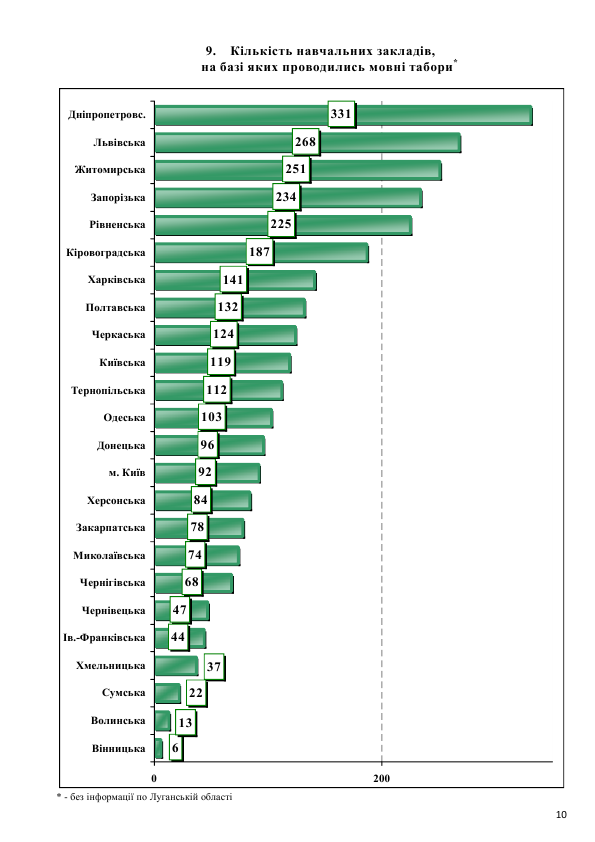 9. Кількість навчальних закладів,
на базі яких проводились мовні табори*
Дніпропетровс. 331
Львівська 268
Житомирська 251
Запорізька 234
Рівненська 225
Кіровоградська 187
Харківська 141
Полтавська 132
Черкаська 124
Київська 119
Тернопільська 112
Одеська 103
Донецька 96
м. Київ 92
Херсонська 84
Закарпатська 78
Миколаївська 74
Чернігівська 68
Чернівецька 47
Ів.-Франківська 44
Хмельницька 37
Сумська 22
Волинська 13
Вінницька 6
0 200
* - без інформації по Луганській області
10